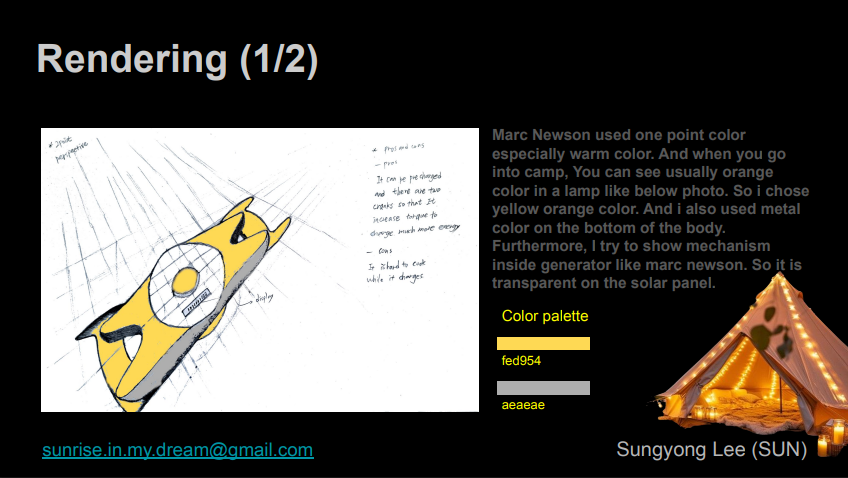 Rendering (1/2)
* 2point
perspective
* Pros and cons
- pros
It can be precharged
and there are two
cranks so that It
increase torque to
charge much more energy
- cons
It is hard to cook
while it charges
display
Marc Newson used one point color
especially warm color. And when you go
into camp, You can see usually orange
color in a lamp like below photo. So i chose
yellow orange color. And i also used metal
color on the bottom of the body.
Furthermore, I try to show mechanism
inside generator like marc newson. So it is
transparent on the solar panel.
Color palette
fed954
aeaeae
sunrise.in.my.dream@gmail.com
Sungyong Lee (SUN)